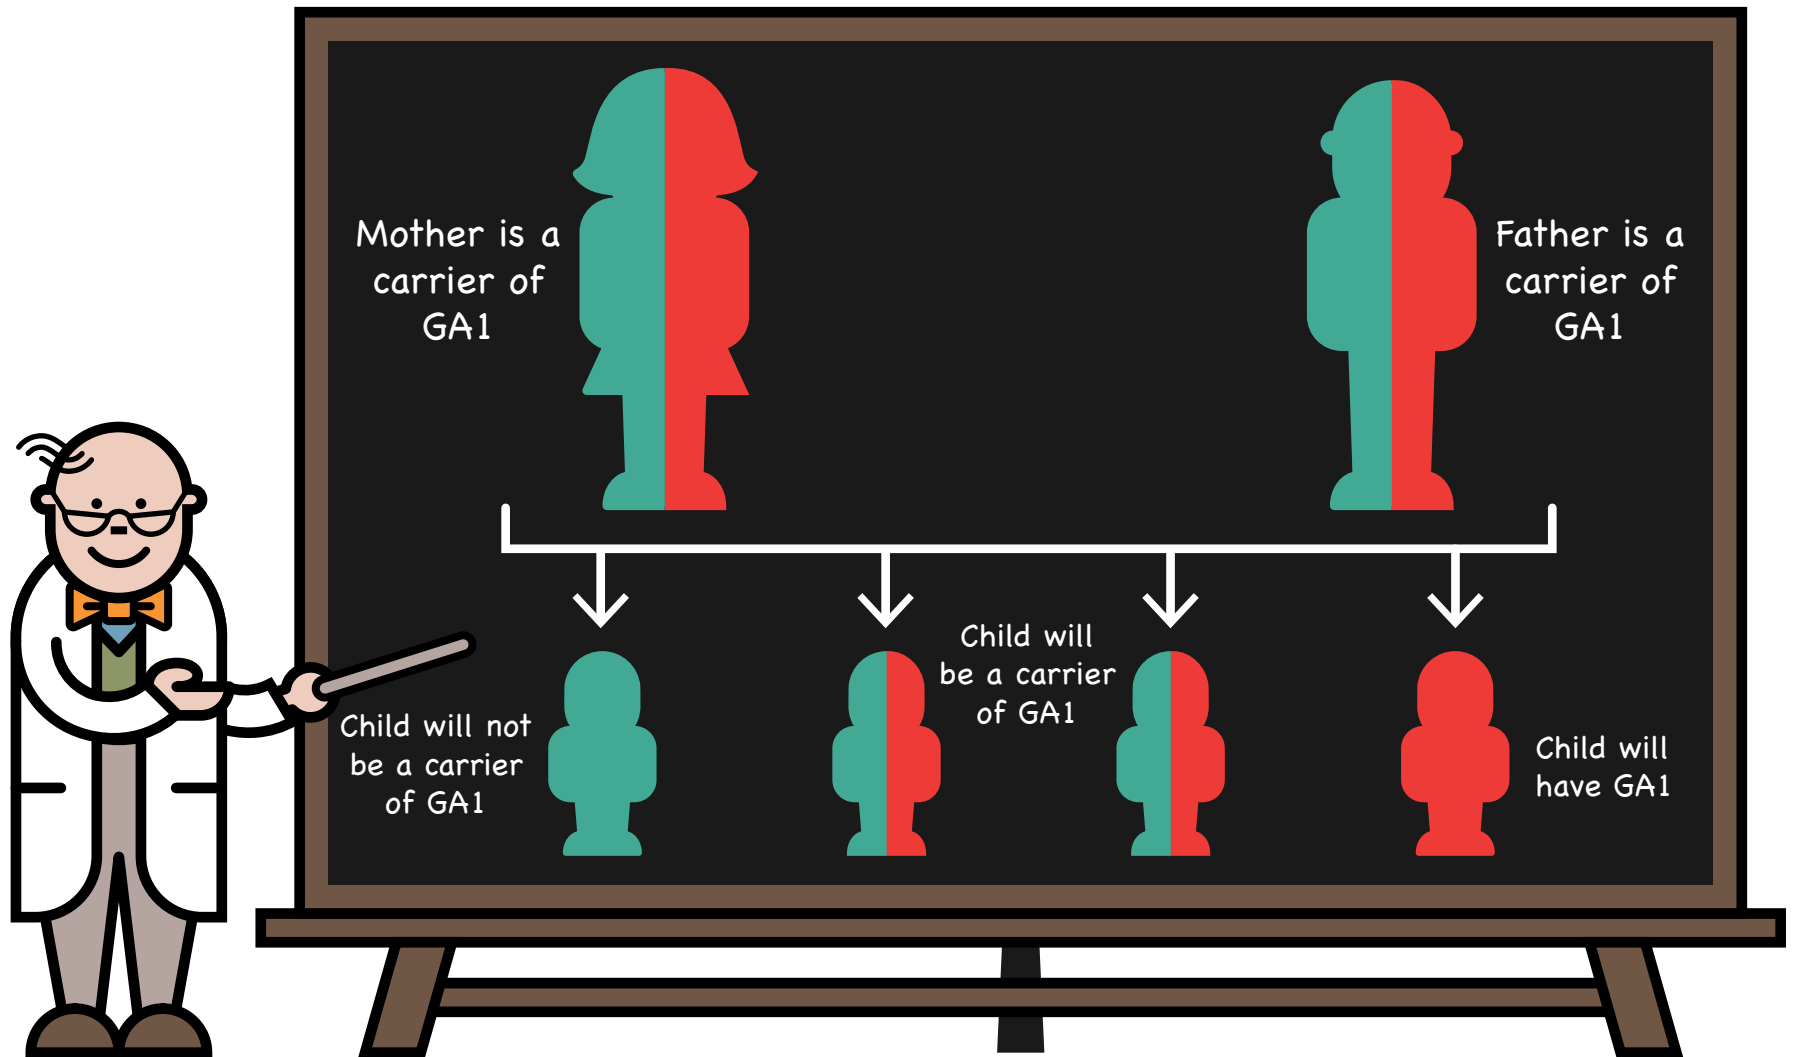 Mother is a
carrier of
GA1
Father is a
carrier of
GA1
Child will not
be a carrier
of GA1
Child will
be a carrier
of GA1
Child will
have GA1